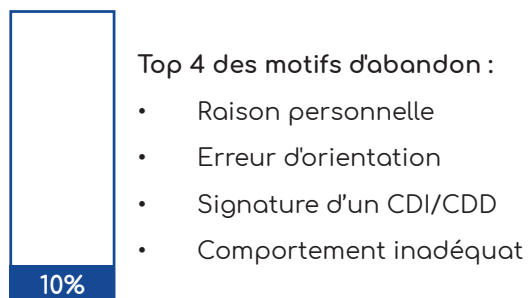 Top 4 des motifs d'abandon :
• Raison personnelle
• Erreur d'orientation
• Signature d’un CDI/CDD
• Comportement inadéquat
10%